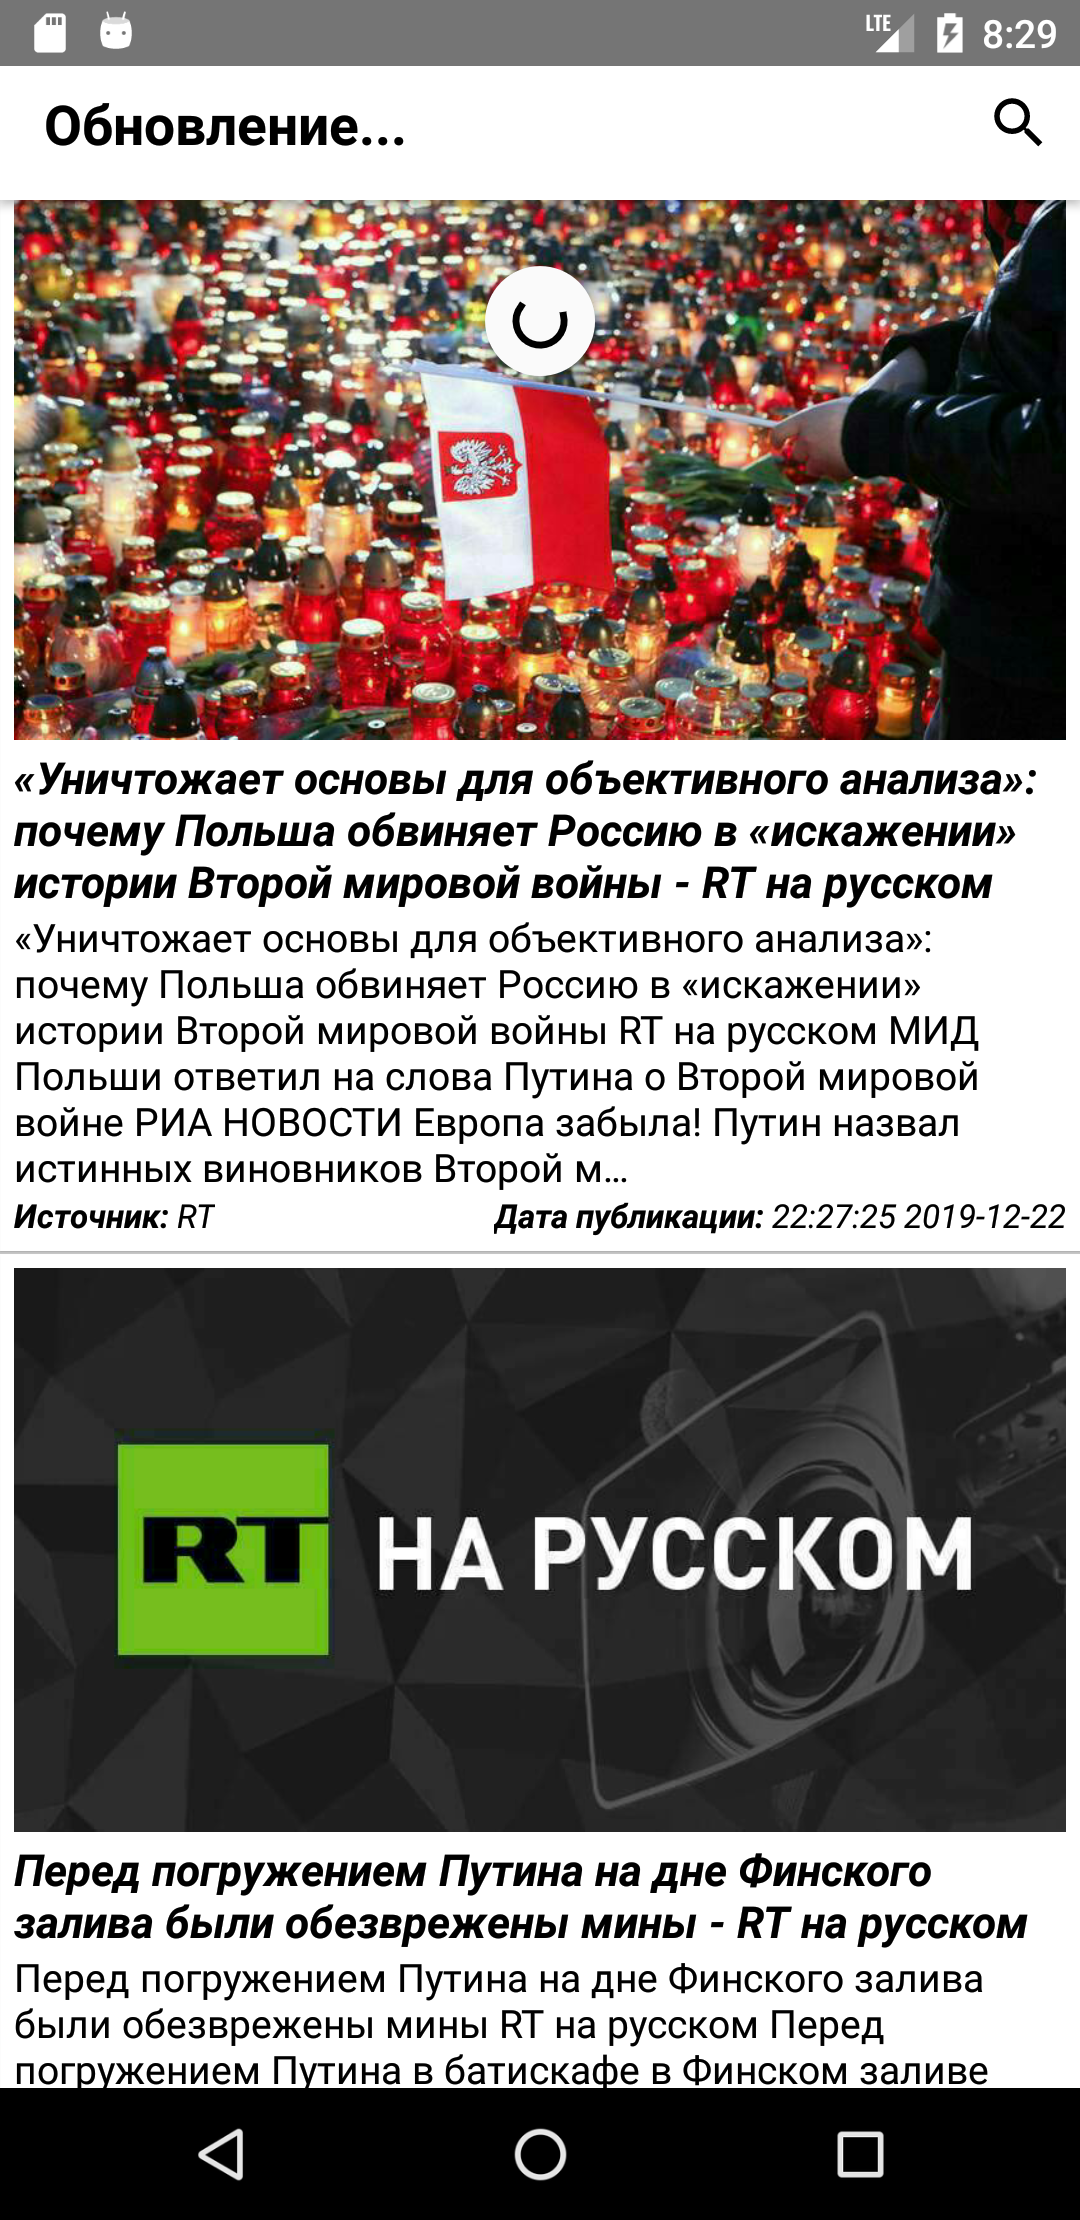 LTE 8:29
Обновление...
«Уничтожает основы для объективного анализа»:
почему Польша обвиняет Россию в «искажении»
истории Второй мировой войны - RT на русском
«Уничтожает основы для объективного анализа»:
почему Польша обвиняет Россию в «искажении»
истории Второй мировой войны RT на русском МИД
Польши ответил на слова Путина о Второй мировой
войне РИА НОВОСТИ Европа забыла! Путин назвал
истинных виновников Второй м…
Источник: RT Дата публикации: 22:27:25 2019-12-22
RT НА РУССКОМ
Перед погружением Путина на дне Финского
залива были обезврежены мины - RT на русском
Перед погружением Путина на дне Финского залива
были обезврежены мины RT на русском Перед
погружением Путина в батискафе в Финском заливе